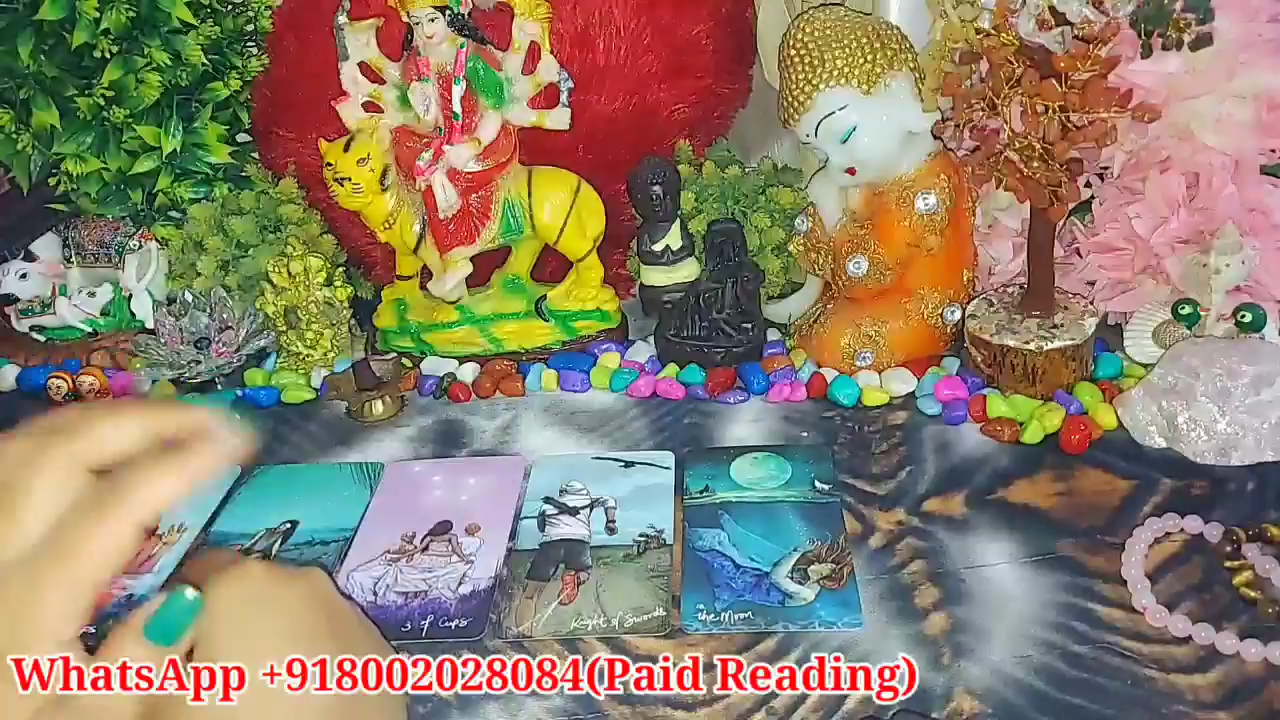 3 of Cups
Knight of Swords
the Moon
WhatsApp +918002028084(Paid Reading)